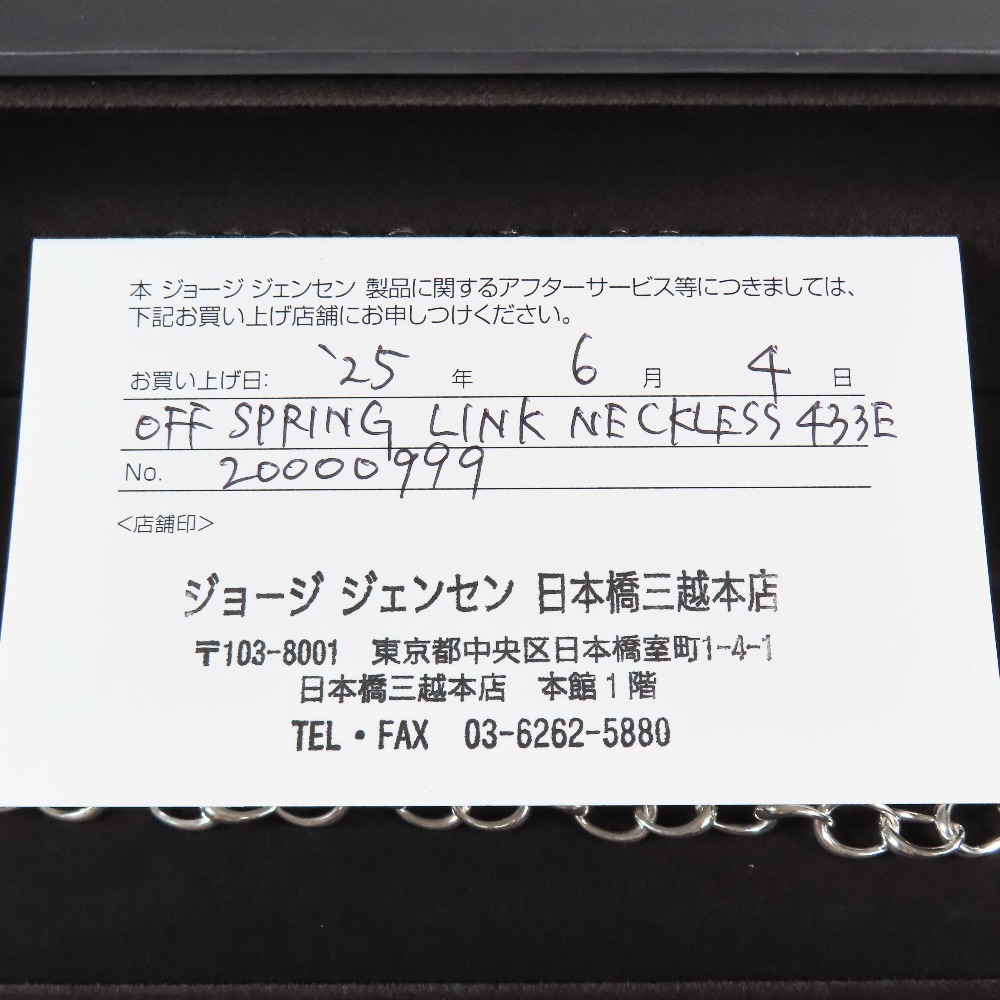 本 ジョージ ジェンセン 製品に関するアフターサービス等につきましては、
下記お買い上げ店舗にお申しつけください。
お買い上げ日: '25 年 6 月 4 日
OFF SPRING LINK NECKLESS 433E
No. 20000999
<店舗印>
ジョージ ジェンセン 日本橋三越本店
〒103-8001 東京都中央区日本橋室町1-4-1
日本橋三越本店 本館1階
TEL・FAX 03-6262-5880